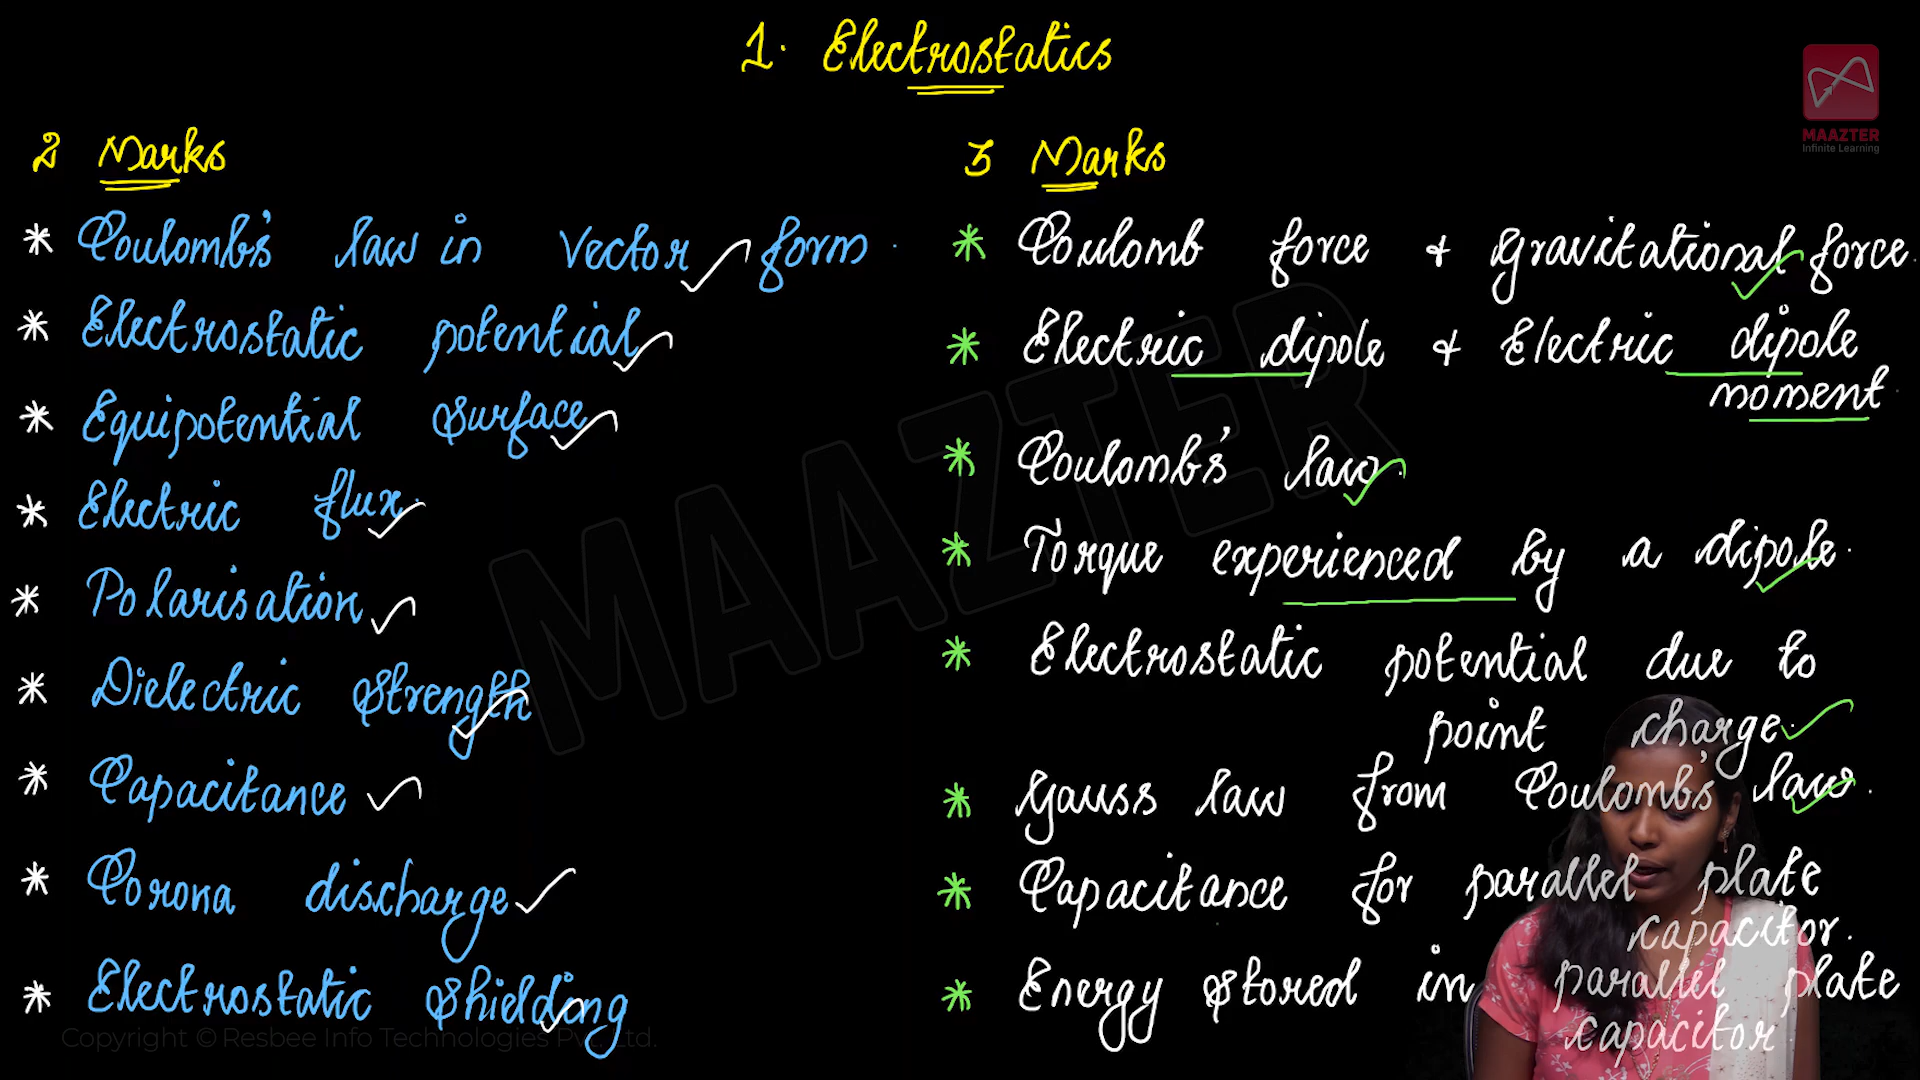 1. Electrostatics
MAAZTER
Infinite Learning
2 Marks
* Coulomb's law in Vector form.
* Electrostatic potential
* Equipotential Surface
* Electric flux.
* Polarisation
* Dielectric Strength
* Capacitance
* Corona discharge
* Electrostatic Shielding
3 Marks
* Coulomb force & gravitational force.
* Electric dipole & Electric dipole
moment.
* Coulomb's law.
* Torque experienced by a dipole.
* Electrostatic potential due to
point charge.
* Gauss law from Coulomb's law.
* Capacitance for parallel plate
capacitor.
* Energy Stored in parallel plate
capacitor
MAAZTER
Copyright © Resbee Info Technologies Pvt. Ltd.